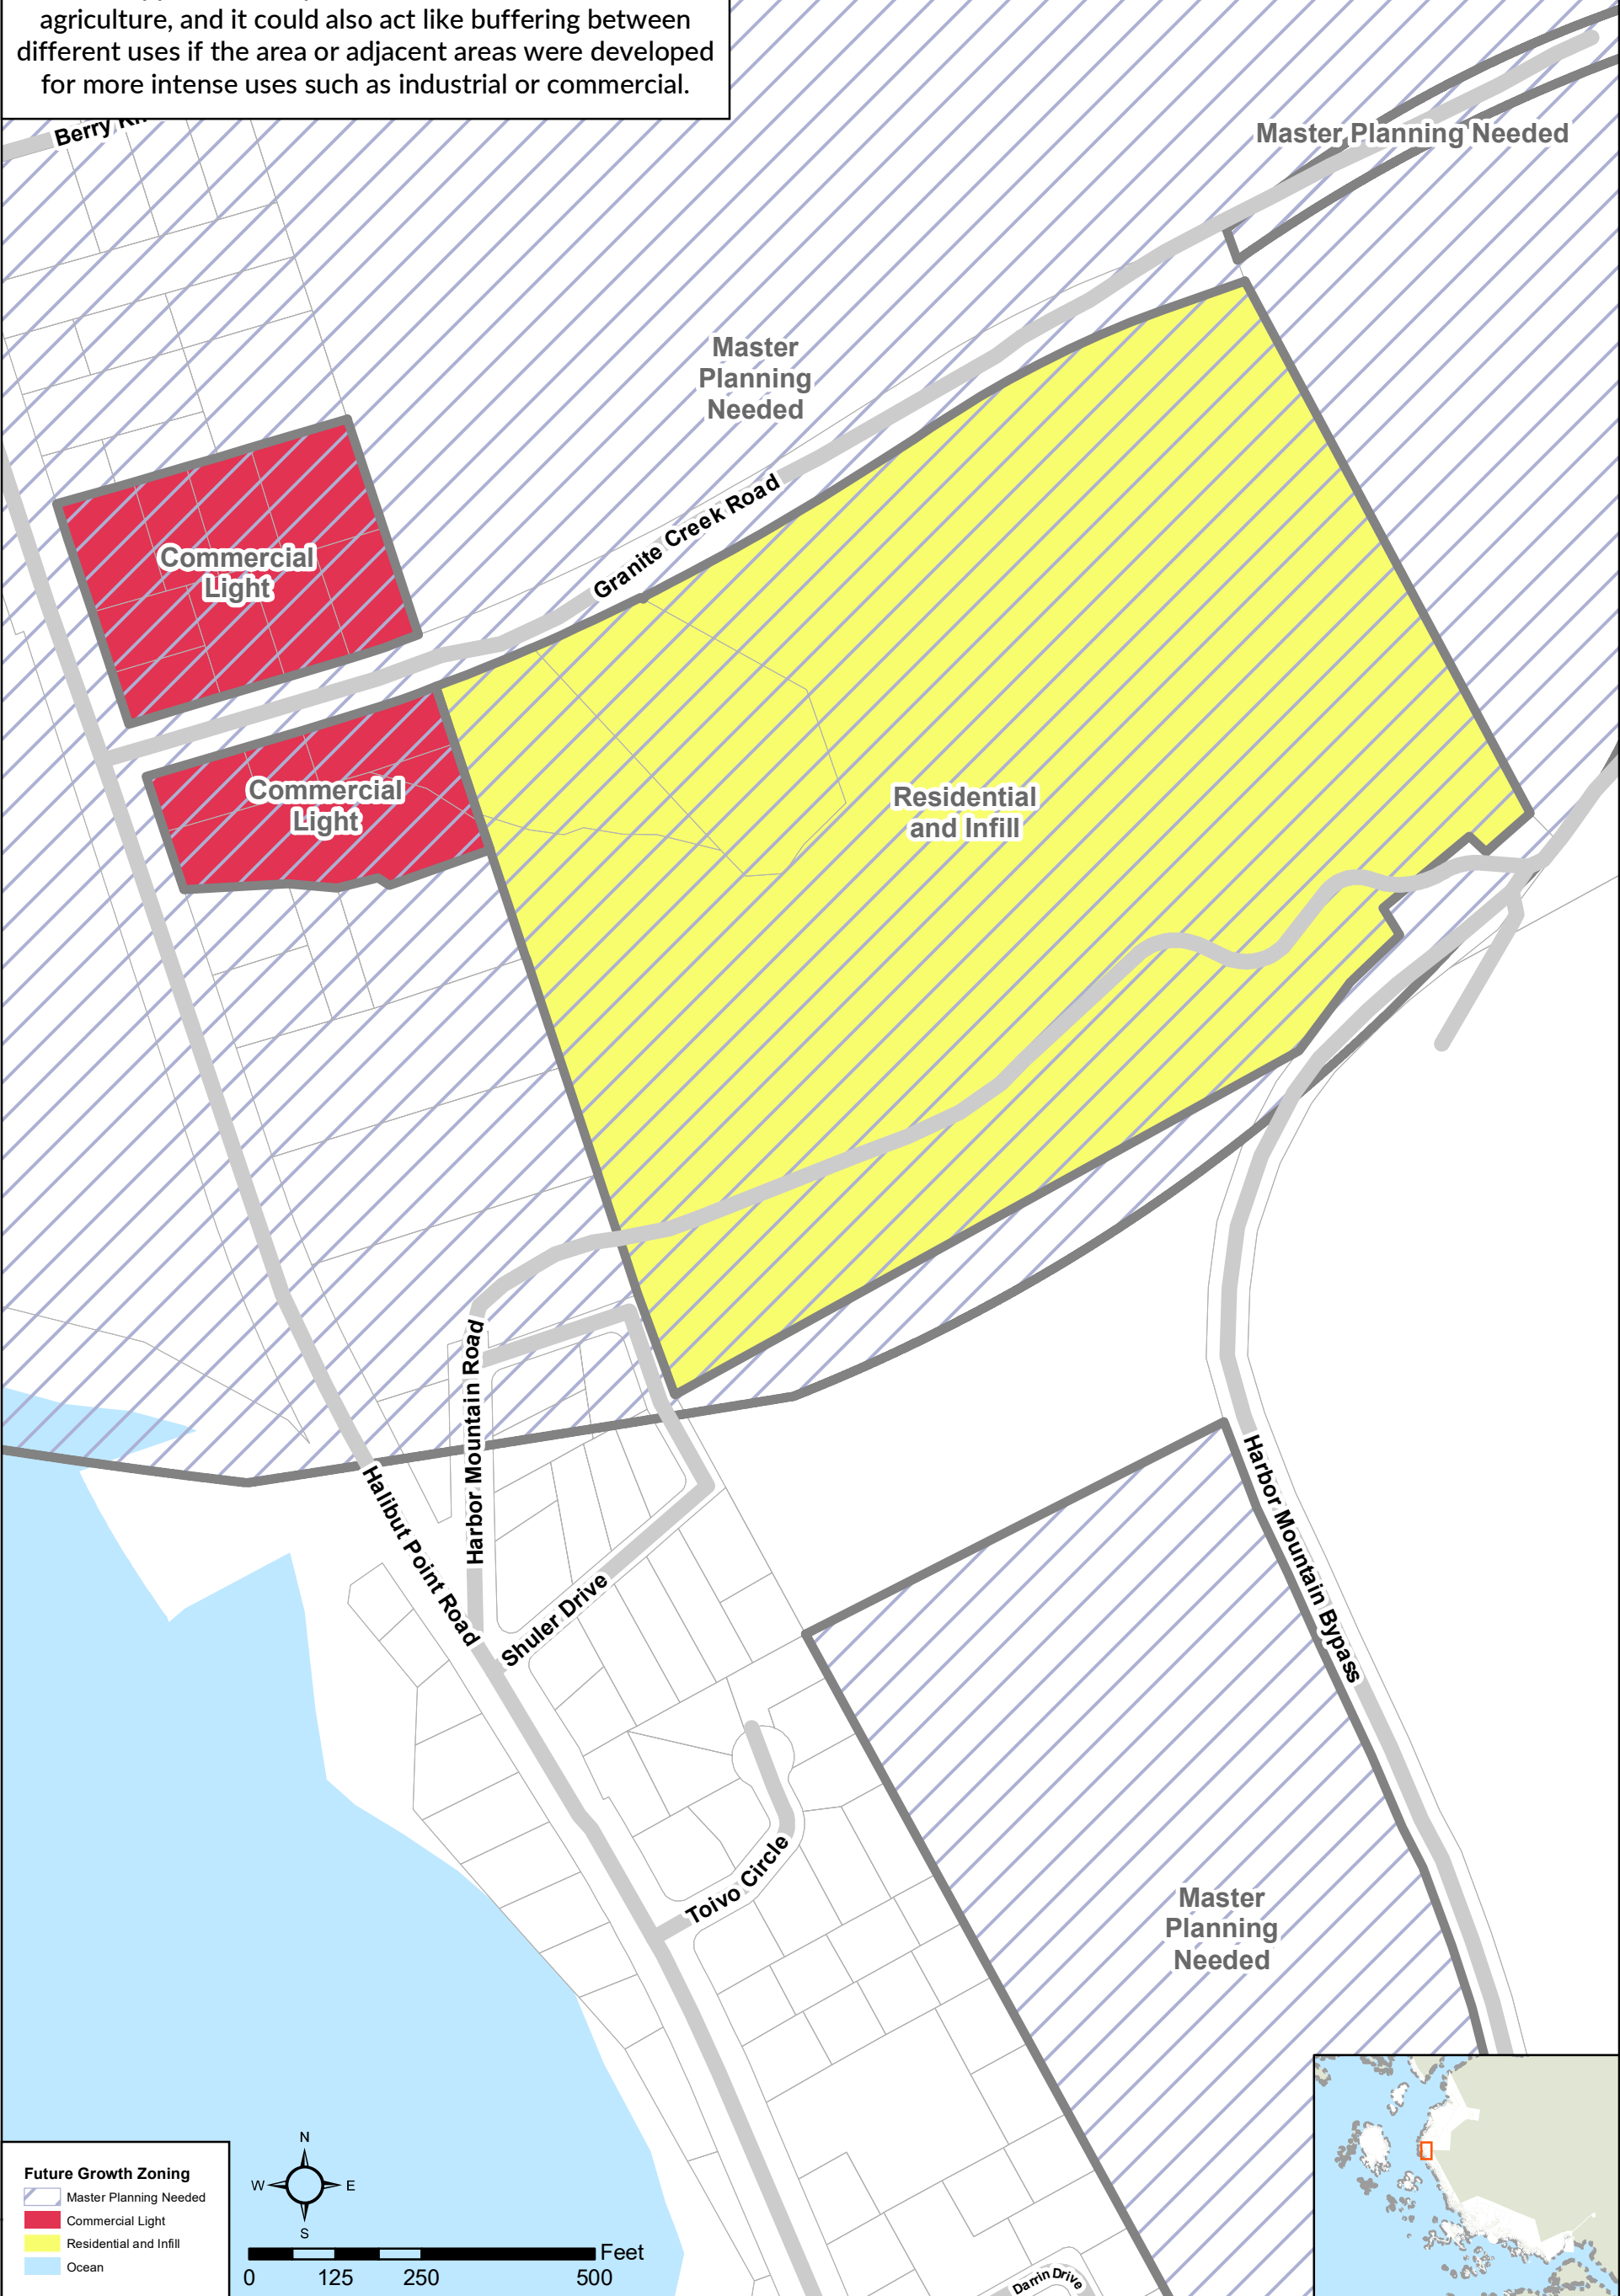 agriculture, and it could also act like buffering between
different uses if the area or adjacent areas were developed
for more intense uses such as industrial or commercial.
Berry
Master Planning Needed
Master
Planning
Needed
Granite Creek Road
Commercial
Light
Commercial
Light
Residential
and Infill
Harbor Mountain Road
Halibut Point Road
Harbor Mountain Bypass
Shuler Drive
Toivo Circle
Master
Planning
Needed
Darrin Drive
Future Growth Zoning
Master Planning Needed
Commercial Light
Residential and Infill
Ocean
N
W
E
S
Feet
0 125 250 500